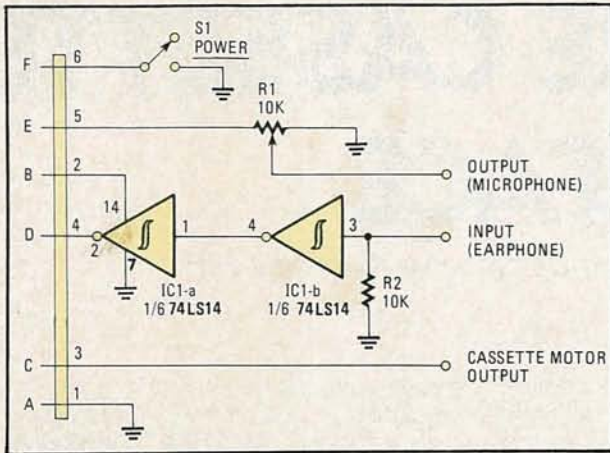 S1
POWER
F 6
R1
10K
E 5
B 2
OUTPUT
(MICROPHONE)
14
D 4 2 1 4 3
INPUT
(EARPHONE)
7
IC1-a
1/6 74LS14
IC1-b
1/6 74LS14
R2
10K
C 3
CASSETTE MOTOR
OUTPUT
A 1